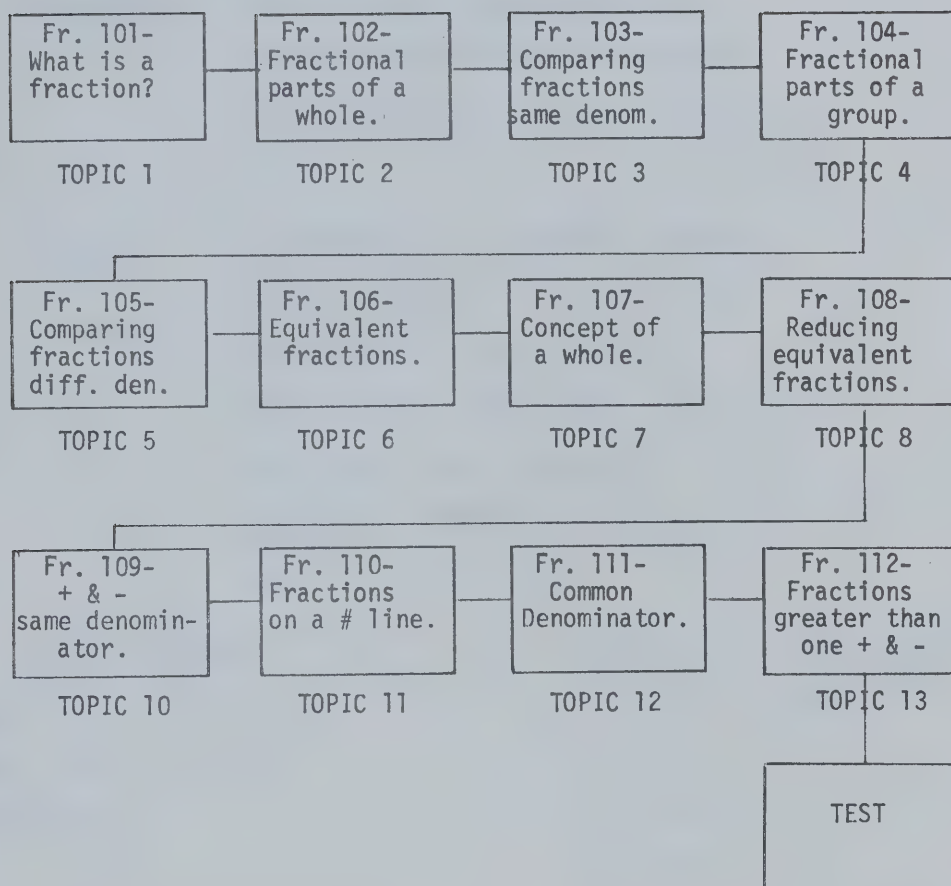 Fr. 101-
What is a
fraction?
TOPIC 1
Fr. 102-
Fractional
parts of a
whole.
TOPIC 2
Fr. 103-
Comparing
fractions
same denom.
TOPIC 3
Fr. 104-
Fractional
parts of a
group.
TOPIC 4
Fr. 105-
Comparing
fractions
diff. den.
TOPIC 5
Fr. 106-
Equivalent
fractions.
TOPIC 6
Fr. 107-
Concept of
a whole.
TOPIC 7
Fr. 108-
Reducing
equivalent
fractions.
TOPIC 8
Fr. 109-
+ & -
same denomin-
ator.
TOPIC 10
Fr. 110-
Fractions
on a # line.
TOPIC 11
Fr. 111-
Common
Denominator.
TOPIC 12
Fr. 112-
Fractions
greater than
one + & -
TOPIC 13
TEST